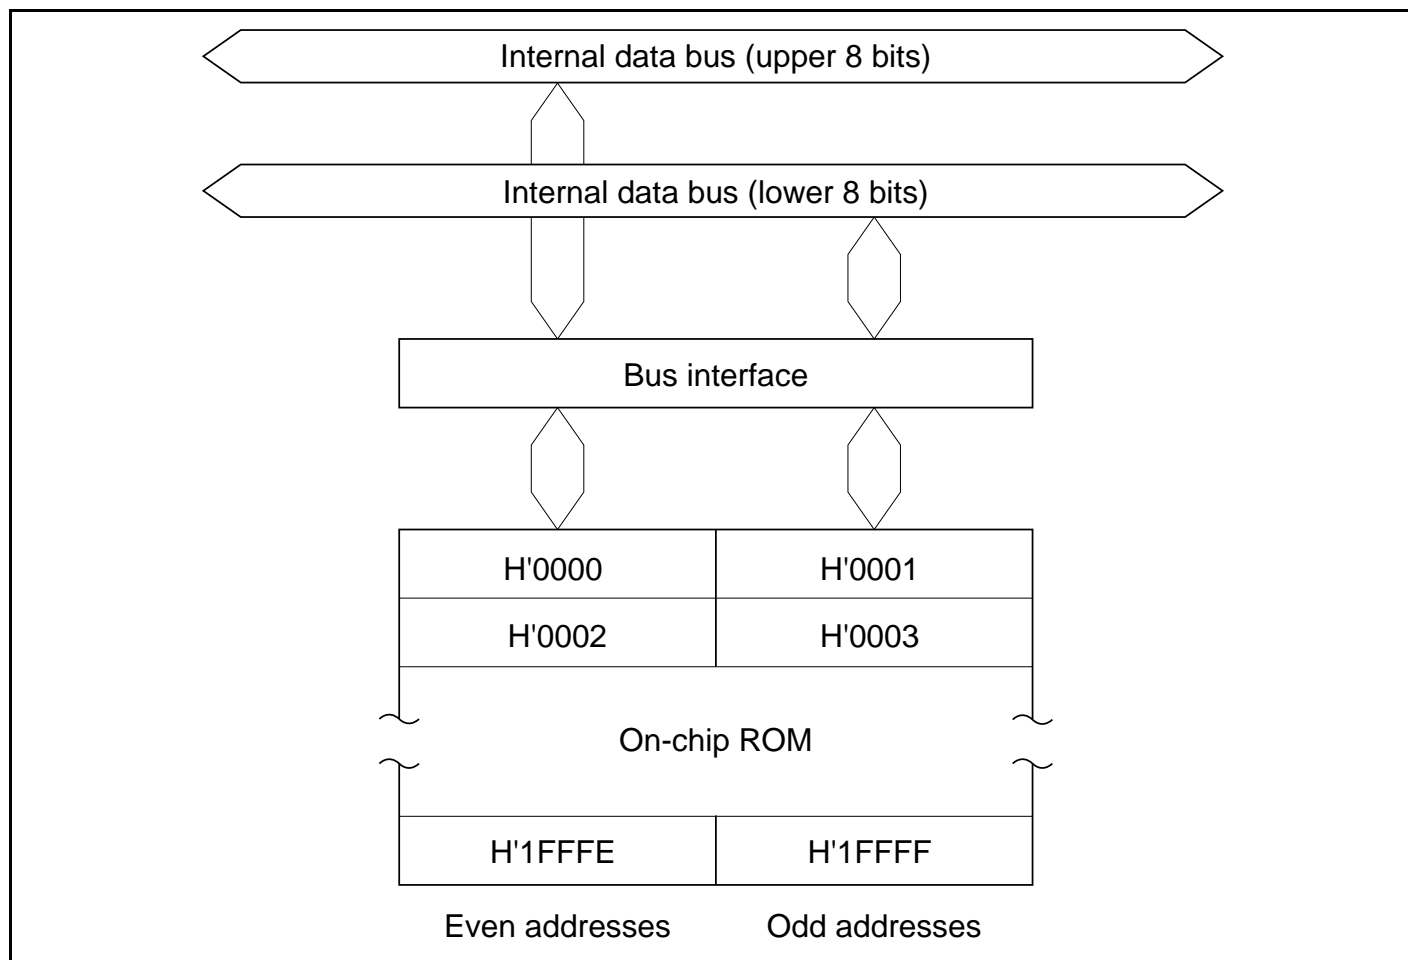 Internal data bus (upper 8 bits)
Internal data bus (lower 8 bits)
Bus interface
H'0000 H'0001
H'0002 H'0003
On-chip ROM
H'1FFFE H'1FFFF
Even addresses Odd addresses